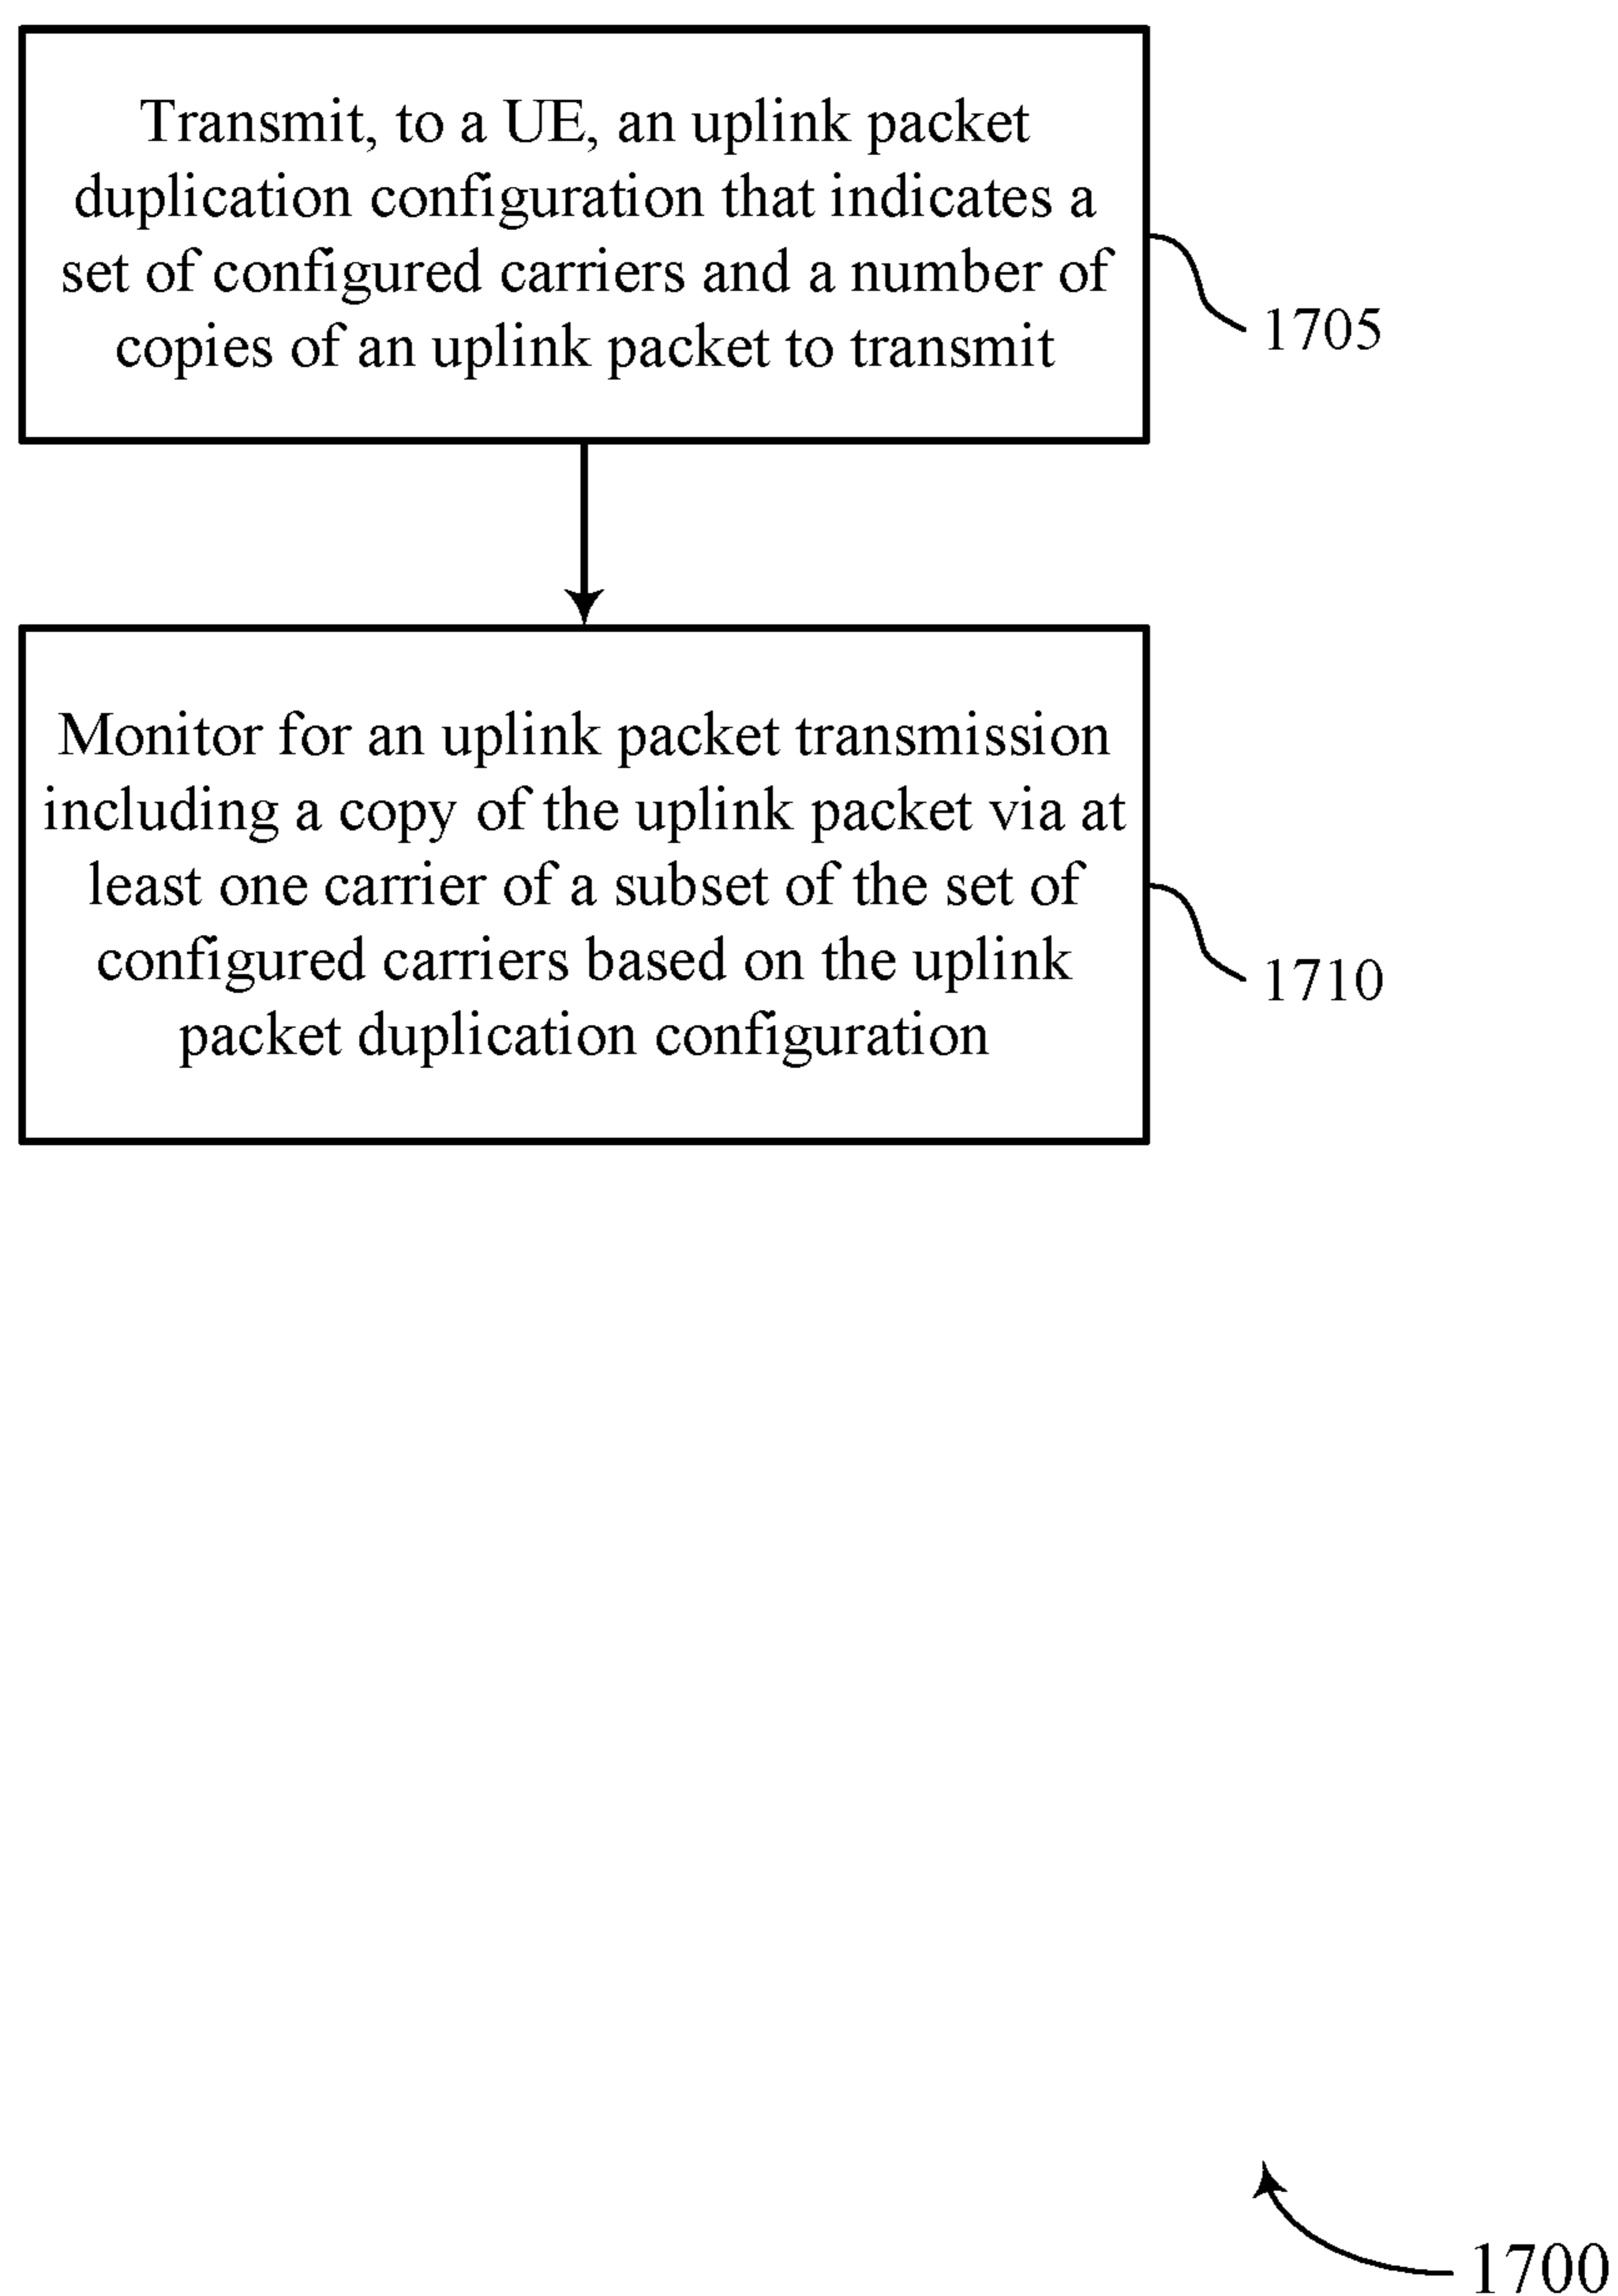 Transmit, to a UE, an uplink packet
duplication configuration that indicates a
set of configured carriers and a number of
copies of an uplink packet to transmit
1705
Monitor for an uplink packet transmission
including a copy of the uplink packet via at
least one carrier of a subset of the set of
configured carriers based on the uplink
packet duplication configuration
1710
1700